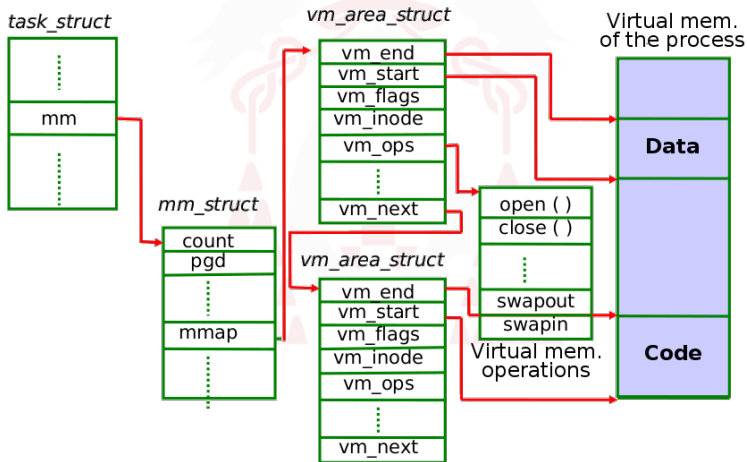 task_struct
mm
mm_struct
count
pgd
mmap
vm_area_struct
vm_end
vm_start
vm_flags
vm_inode
vm_ops
vm_next
vm_area_struct
vm_end
vm_start
vm_flags
vm_inode
vm_ops
vm_next
open ( )
close ( )
swapout
swapin
Virtual mem.
operations
Virtual mem.
of the process
Data
Code